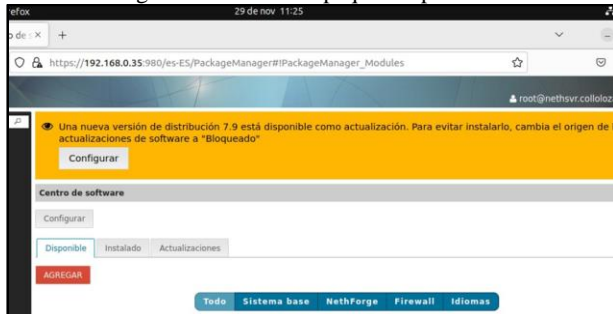 refox
29 de nov 11:25
https://192.168.0.35:980/es-ES/PackageManager#!PackageManager_Modules
root@nethsvr.colloloz
Una nueva versión de distribución 7.9 está disponible como actualización. Para evitar instalarlo, cambia el origen de
actualizaciones de software a "Bloqueado"
Configurar
Centro de software
Configurar
Disponible Instalado Actualizaciones
AGREGAR
Todo Sistema base NethForge Firewall Idiomas